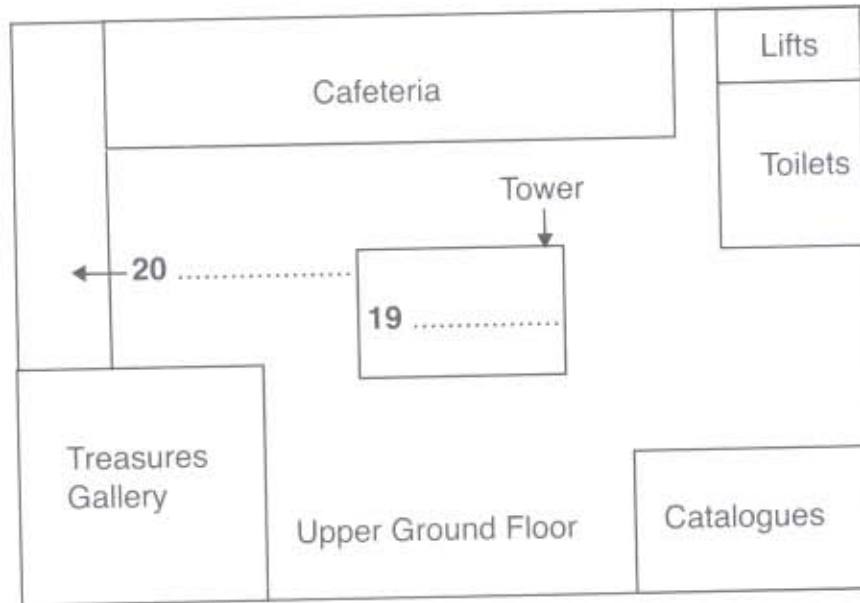 Lifts
Cafeteria
Toilets
Tower
20 ....................
19 ................
Treasures
Gallery
Upper Ground Floor
Catalogues